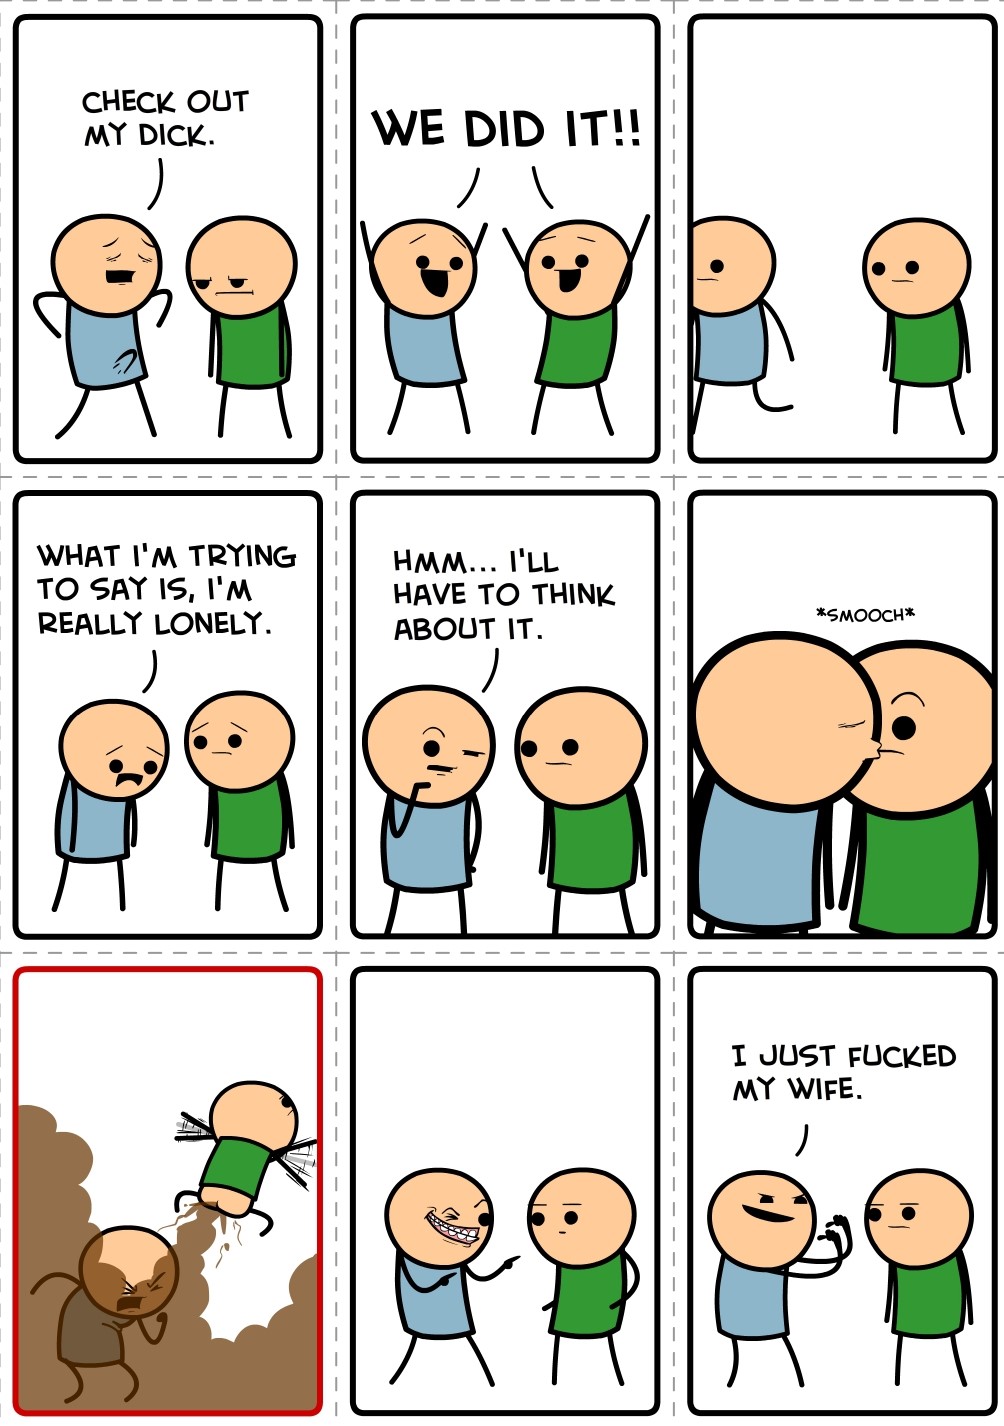 CHECK OUT
MY DICK.
WE DID IT!!
WHAT I'M TRYING
TO SAY IS, I'M
REALLY LONELY.
HMM... I'LL
HAVE TO THINK
ABOUT IT.
*SMOOCH*
I JUST FUCKED
MY WIFE.